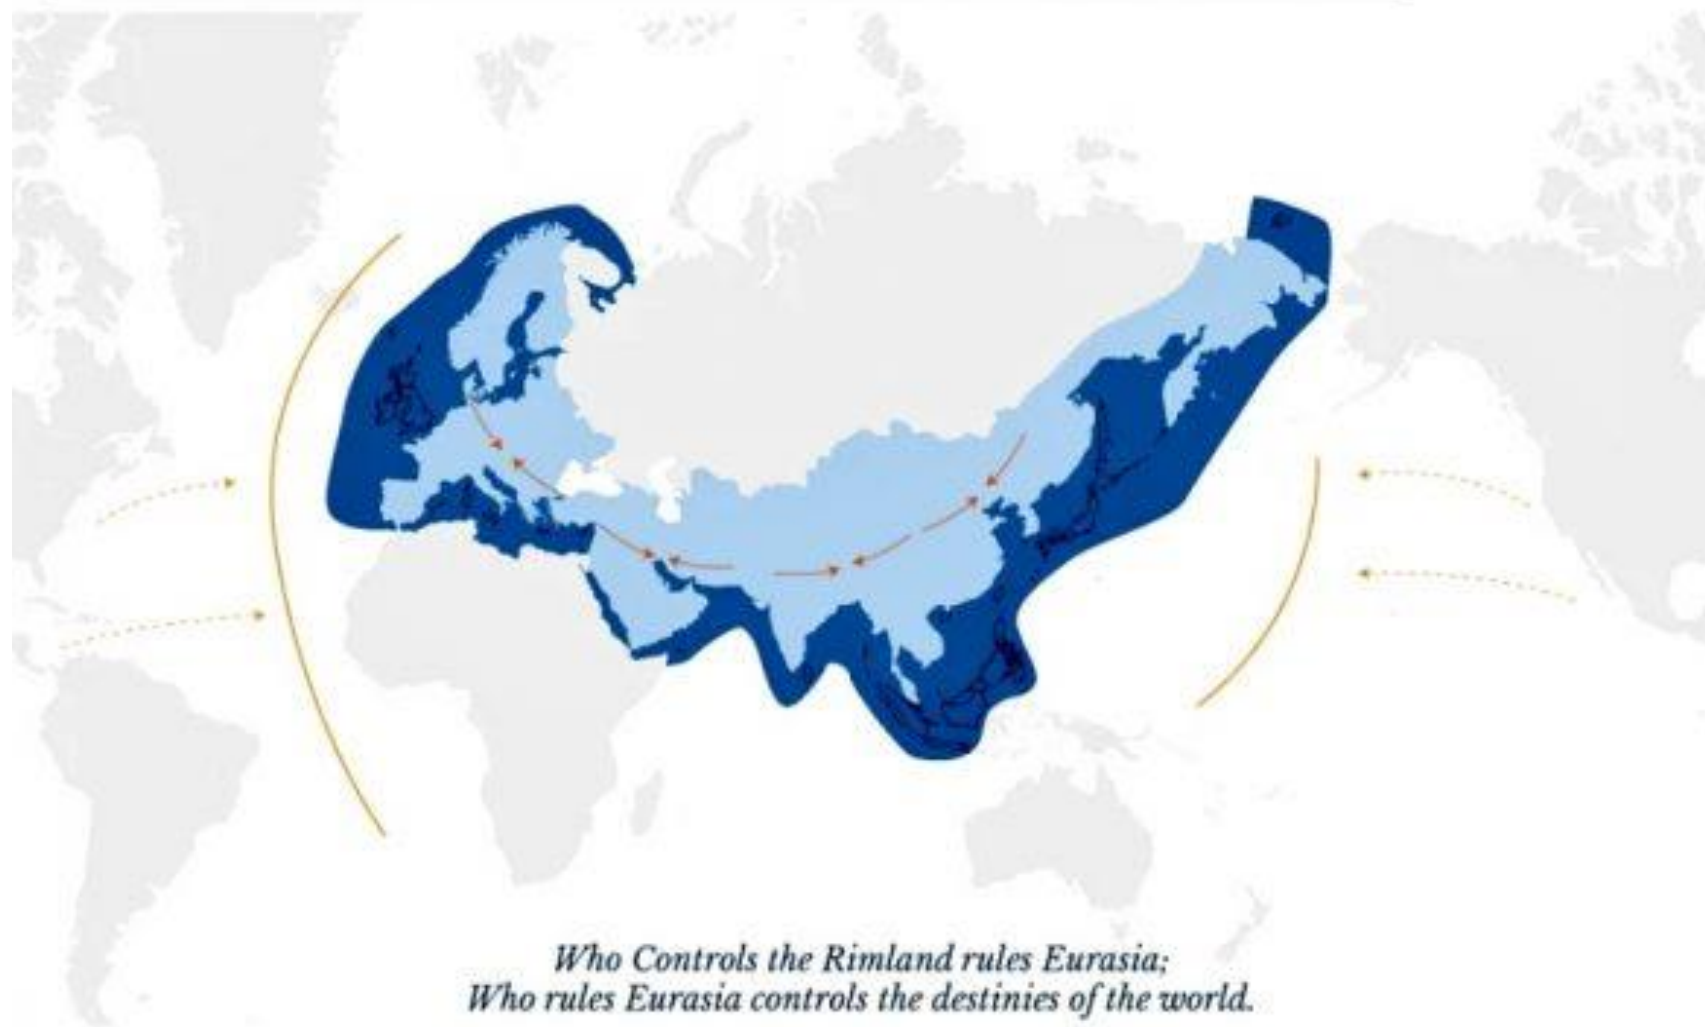 Who Controls the Rimland rules Eurasia;
Who rules Eurasia controls the destinies of the world.